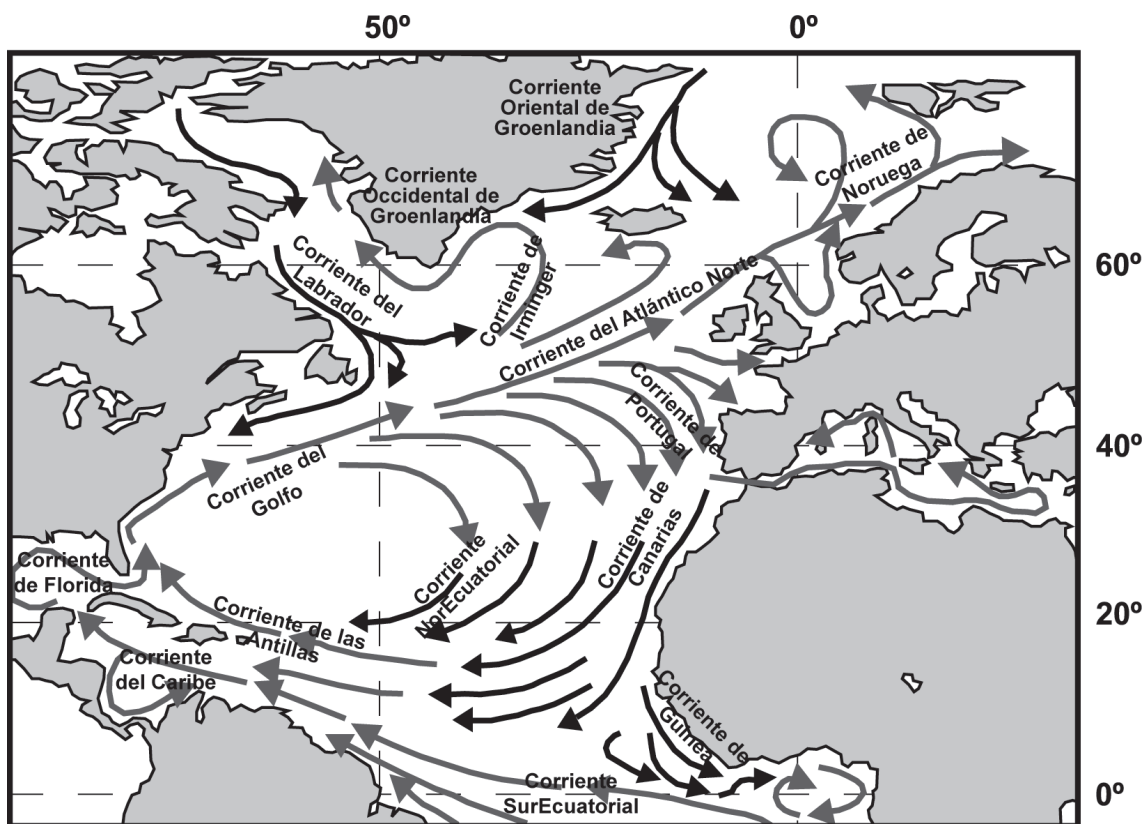 50º
0º
Corriente
Oriental de
Groenlandia
Corriente de
Noruega
Corriente
Occidental de
Groenlandia
Corriente del
Labrador
Corriente de
Irminger
60º
Corriente del Atlántico Norte
Corriente de
Portugal
40º
Corriente del
Golfo
Corriente de
Canarias
Corriente
NorEcuatorial
Corriente
de Florida
20º
Corriente de las
Antillas
Corriente
del Caribe
Corriente de
Guinea
Corriente
SurEcuatorial
0º